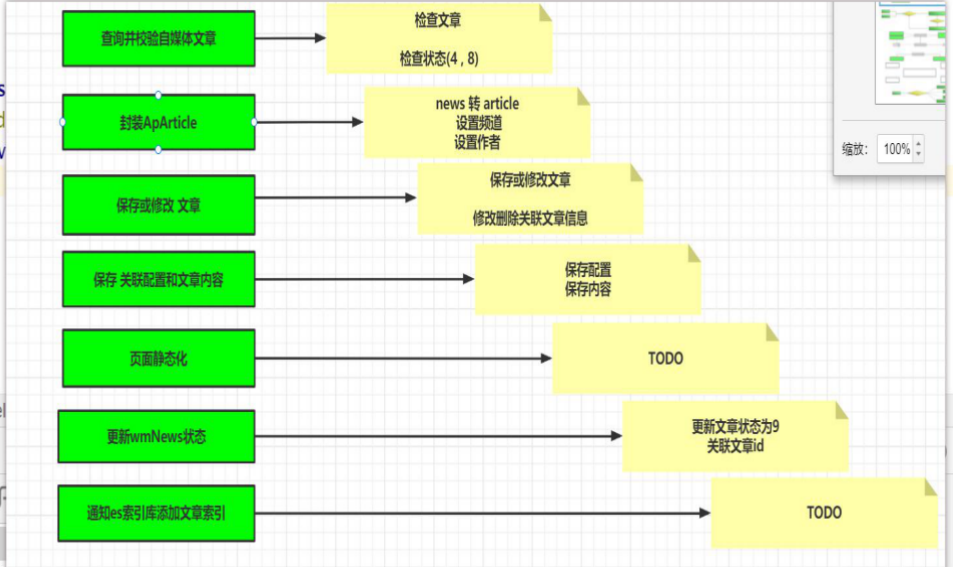 查询并校验自媒体文章
检查文章
检查状态(4 , 8)
封装ApArticle
news 转 article
设置频道
设置作者
缩放: 100%
保存或修改 文章
保存或修改文章
修改删除关联文章信息
保存 关联配置和文章内容
保存配置
保存内容
页面静态化
TODO
更新wmNews状态
更新文章状态为9
关联文章id
通知es索引库添加文章索引
TODO